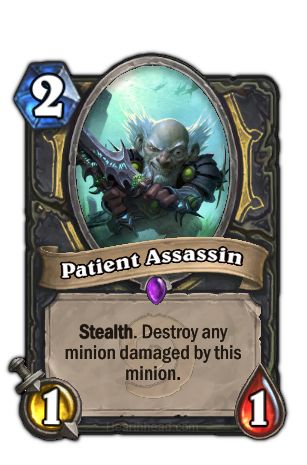 2
Patient Assassin
Stealth. Destroy any
minion damaged by this
minion.
1
1